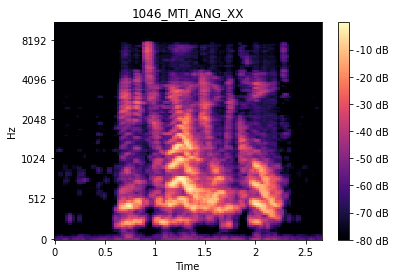 1046_MTI_ANG_XX
8192
4096
2048
1024
512
0
Hz
0
0.5
1
1.5
2
2.5
Time
-10 dB
-20 dB
-30 dB
-40 dB
-50 dB
-60 dB
-70 dB
-80 dB